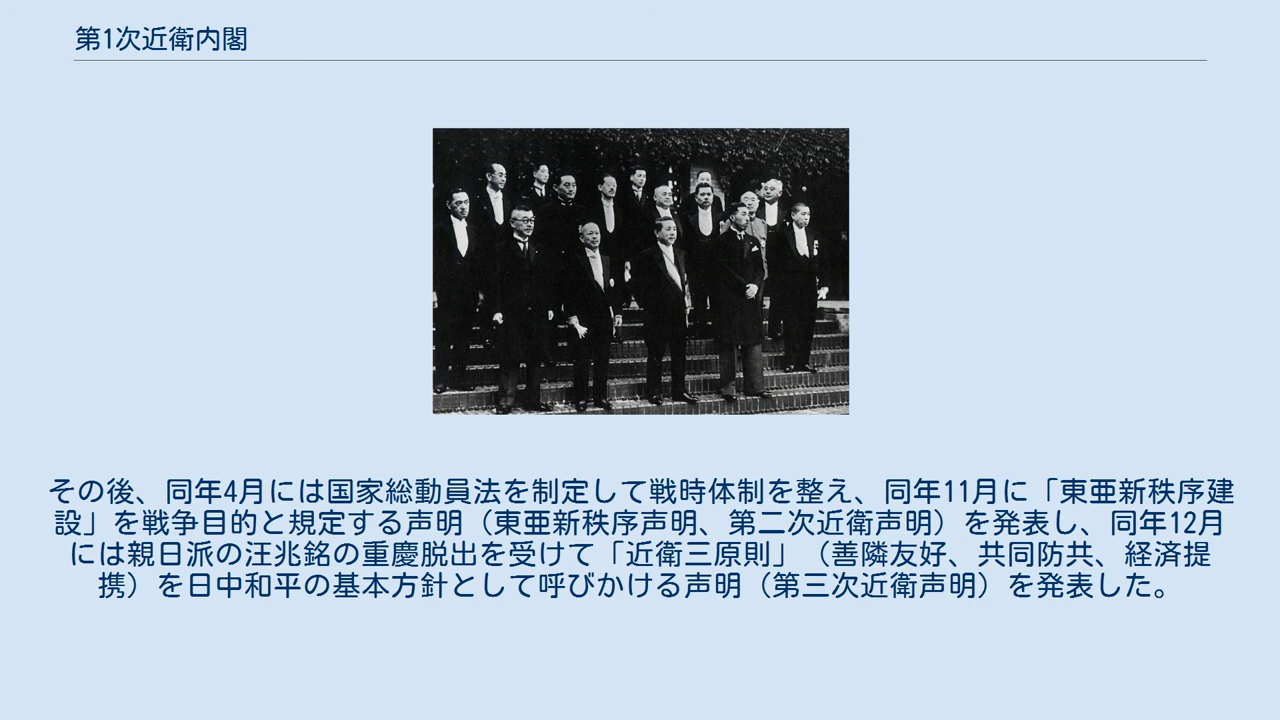 第1次近衛内閣
その後、同年4月には国家総動員法を制定して戦時体制を整え、同年11月に「東亜新秩序建
設」を戦争目的と規定する声明（東亜新秩序声明、第二次近衛声明）を発表し、同年12月
には親日派の汪兆銘の重慶脱出を受けて「近衛三原則」（善隣友好、共同防共、経済提
携）を日中和平の基本方針として呼びかける声明（第三次近衛声明）を発表した。